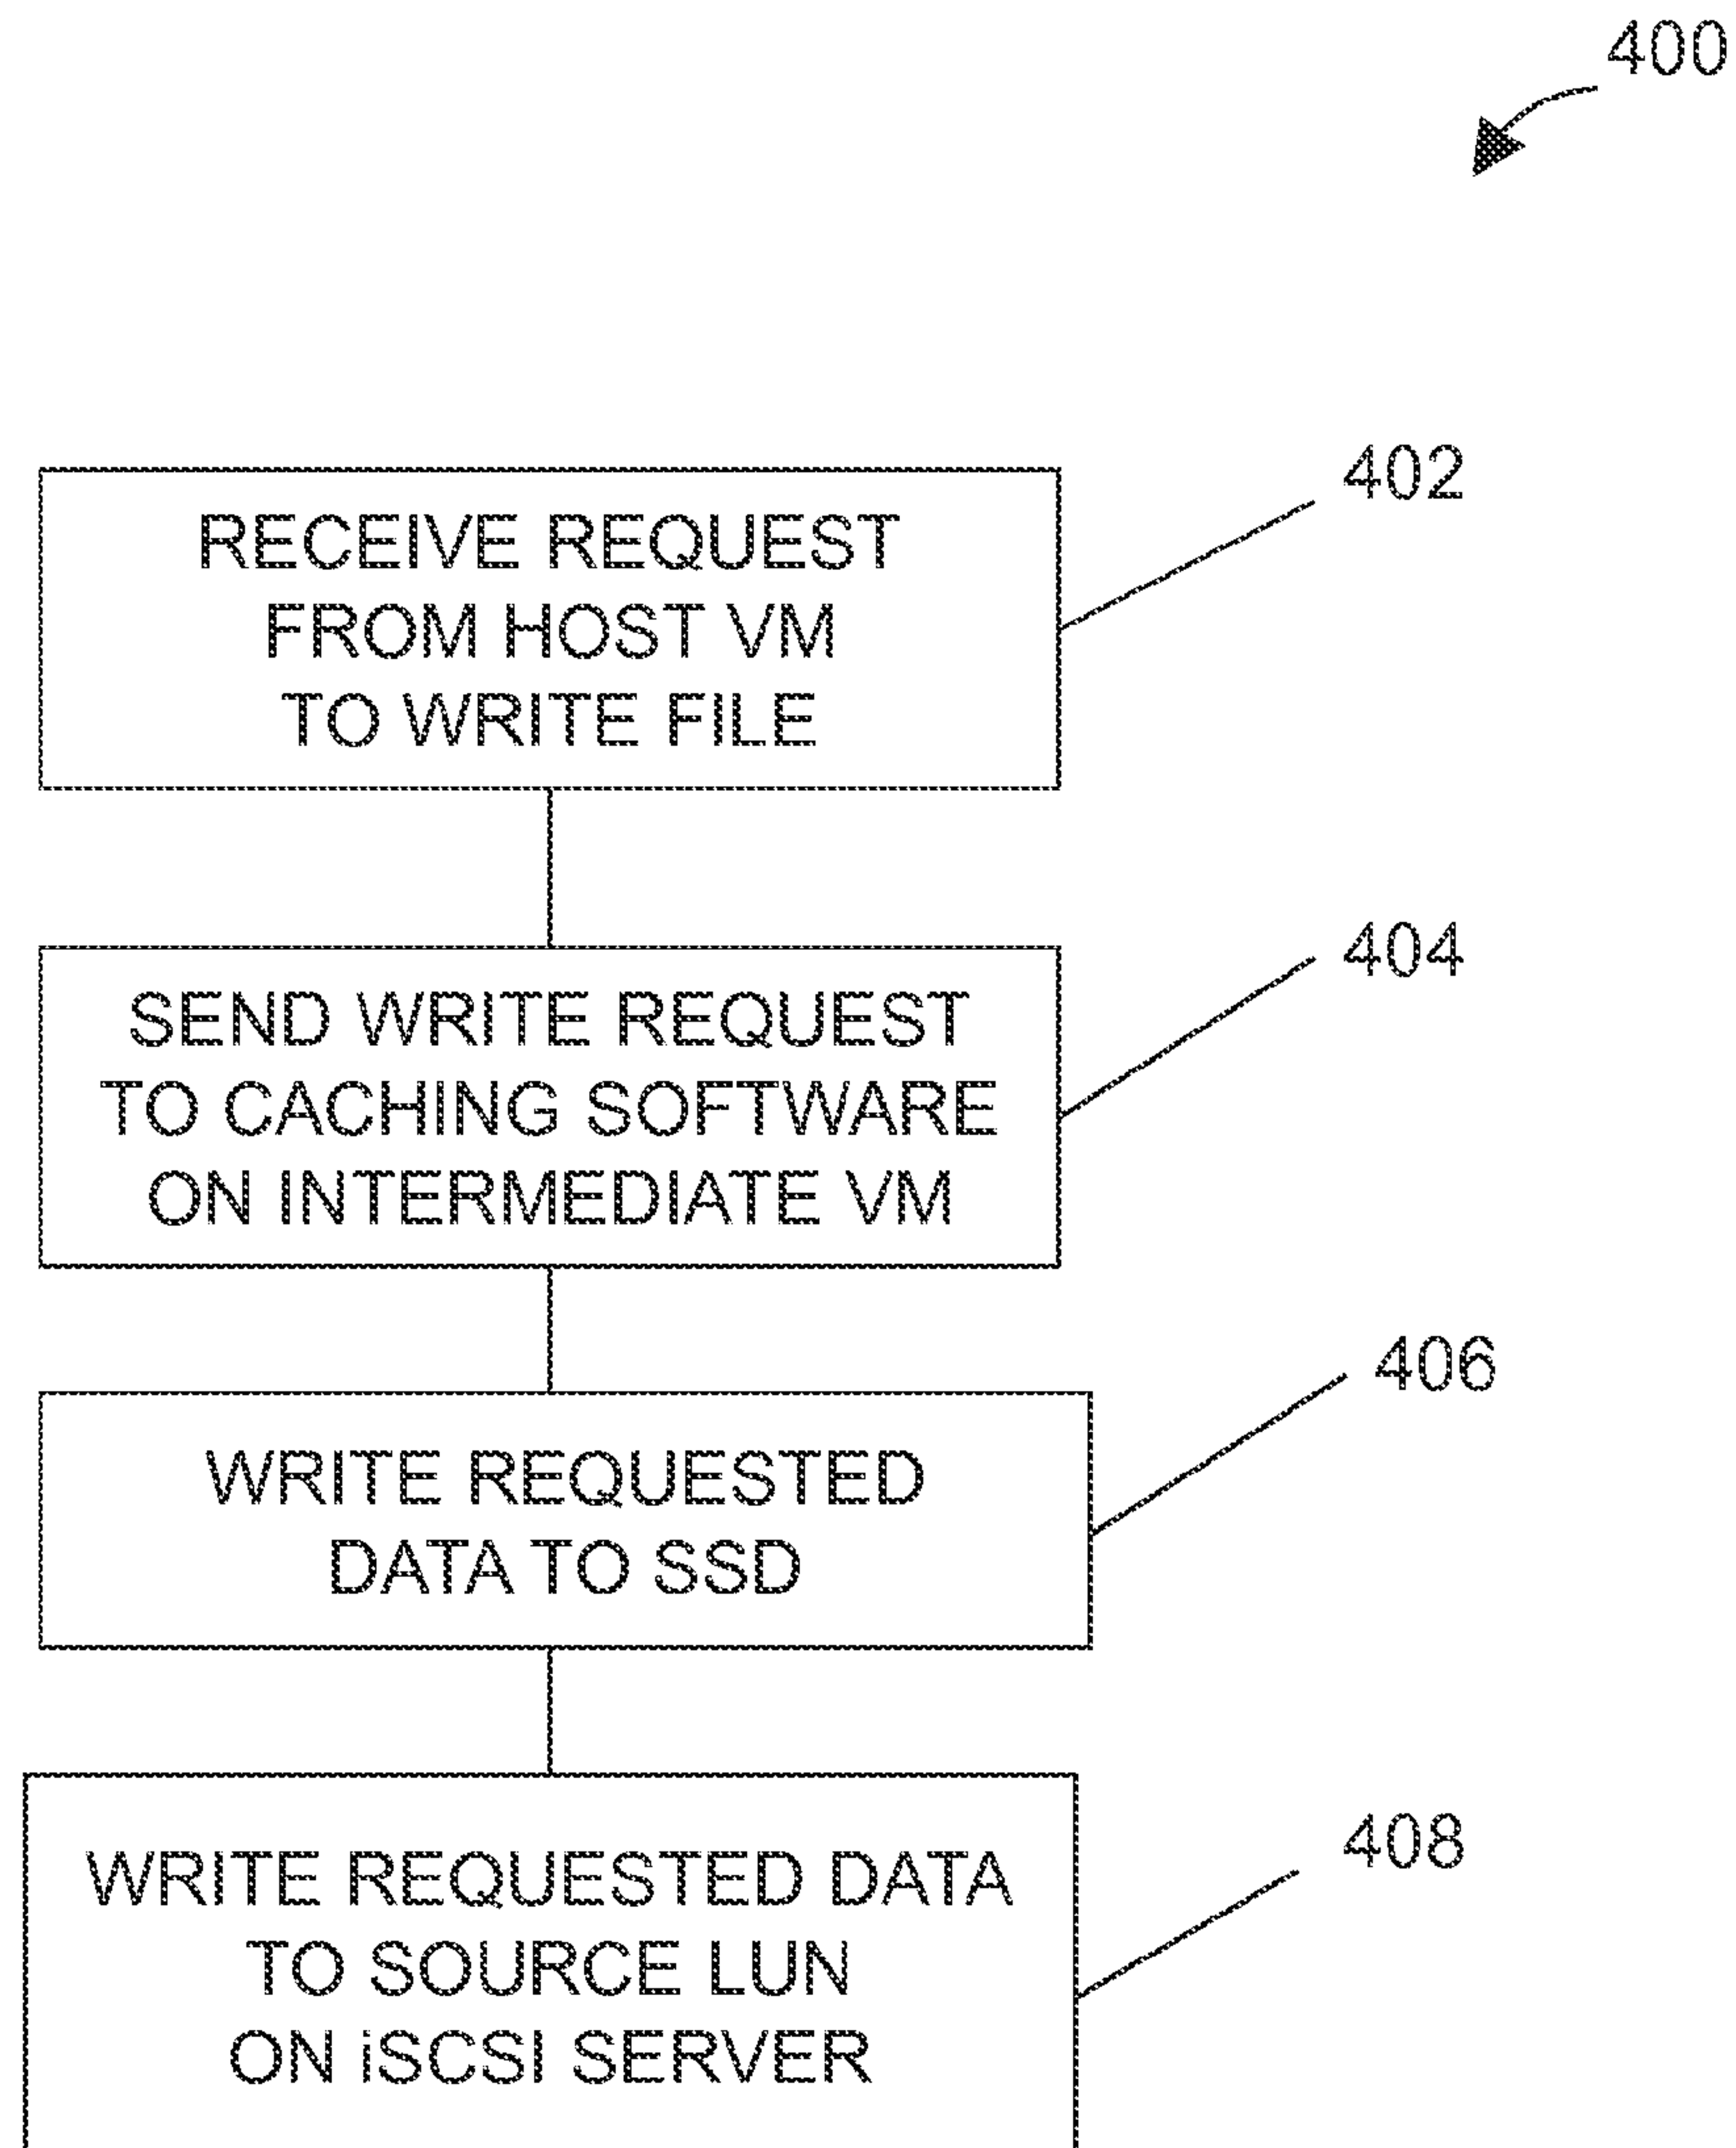 400
402
RECEIVE REQUEST
FROM HOST VM
TO WRITE FILE
404
SEND WRITE REQUEST
TO CACHING SOFTWARE
ON INTERMEDIATE VM
406
WRITE REQUESTED
DATA TO SSD
408
WRITE REQUESTED DATA
TO SOURCE LUN
ON iSCSI SERVER